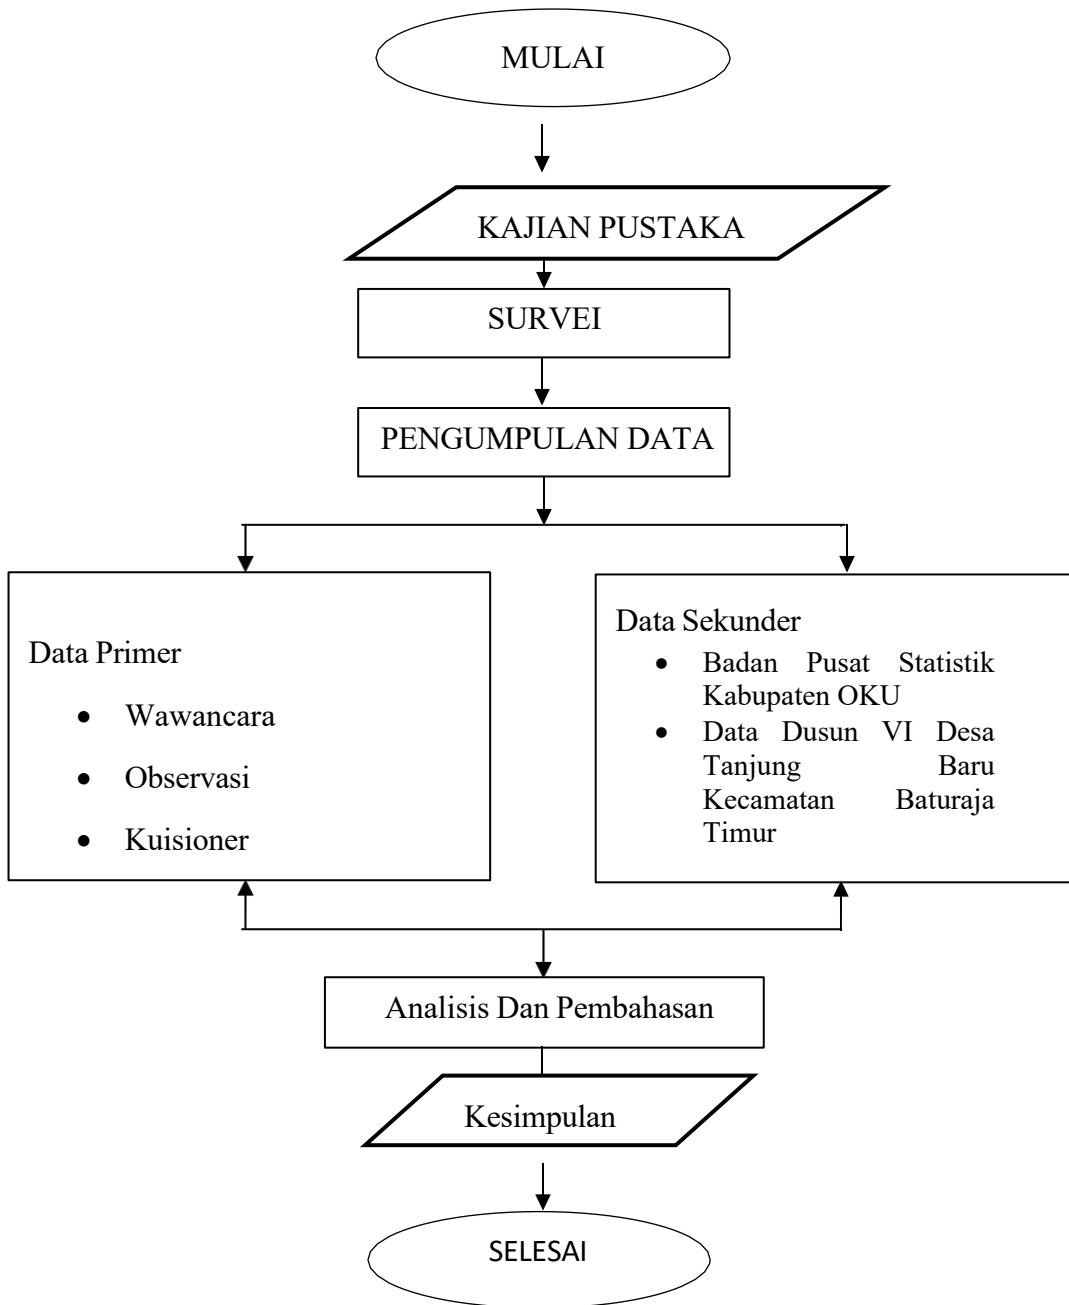 MULAI
KAJIAN PUSTAKA
SURVEI
PENGUMPULAN DATA
Data Primer
• Wawancara
• Observasi
• Kuisioner
Data Sekunder
• Badan Pusat Statistik
Kabupaten OKU
• Data Dusun VI Desa
Tanjung Baru
Kecamatan Baturaja
Timur
Analisis Dan Pembahasan
Kesimpulan
SELESAI